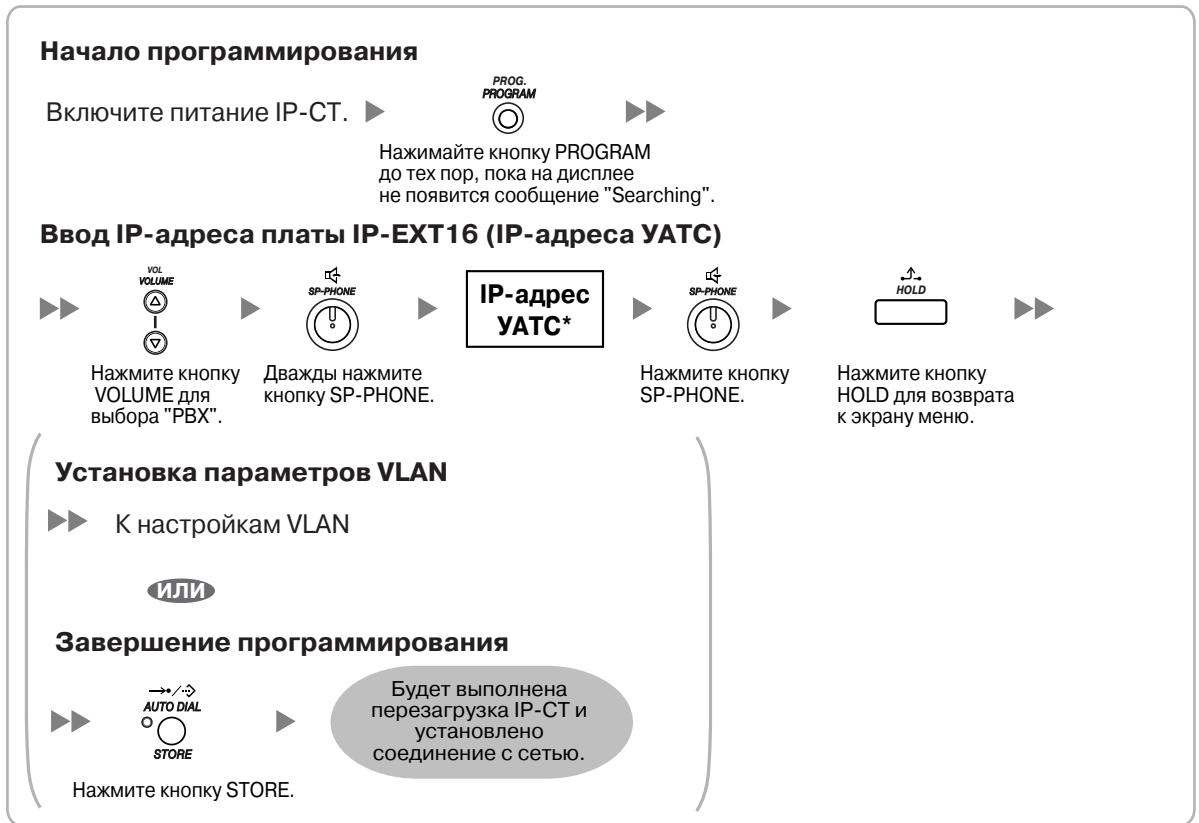 Начало программирования
PROG.
PROGRAM
Включите питание IP-CT.
Нажимайте кнопку PROGRAM
до тех пор, пока на дисплее
не появится сообщение "Searching".
Ввод IP-адреса платы IP-EXT16 (IP-адреса УАТС)
VOL
VOLUME
Нажмите кнопку
VOLUME для
выбора "PBX".
SP-PHONE
Дважды нажмите
кнопку SP-PHONE.
IP-адрес
УАТС*
SP-PHONE
Нажмите кнопку
SP-PHONE.
HOLD
Нажмите кнопку
HOLD для возврата
к экрану меню.
Установка параметров VLAN
К настройкам VLAN
ИЛИ
Завершение программирования
AUTO DIAL
STORE
Нажмите кнопку STORE.
Будет выполнена
перезагрузка IP-CT и
установлено
соединение с сетью.